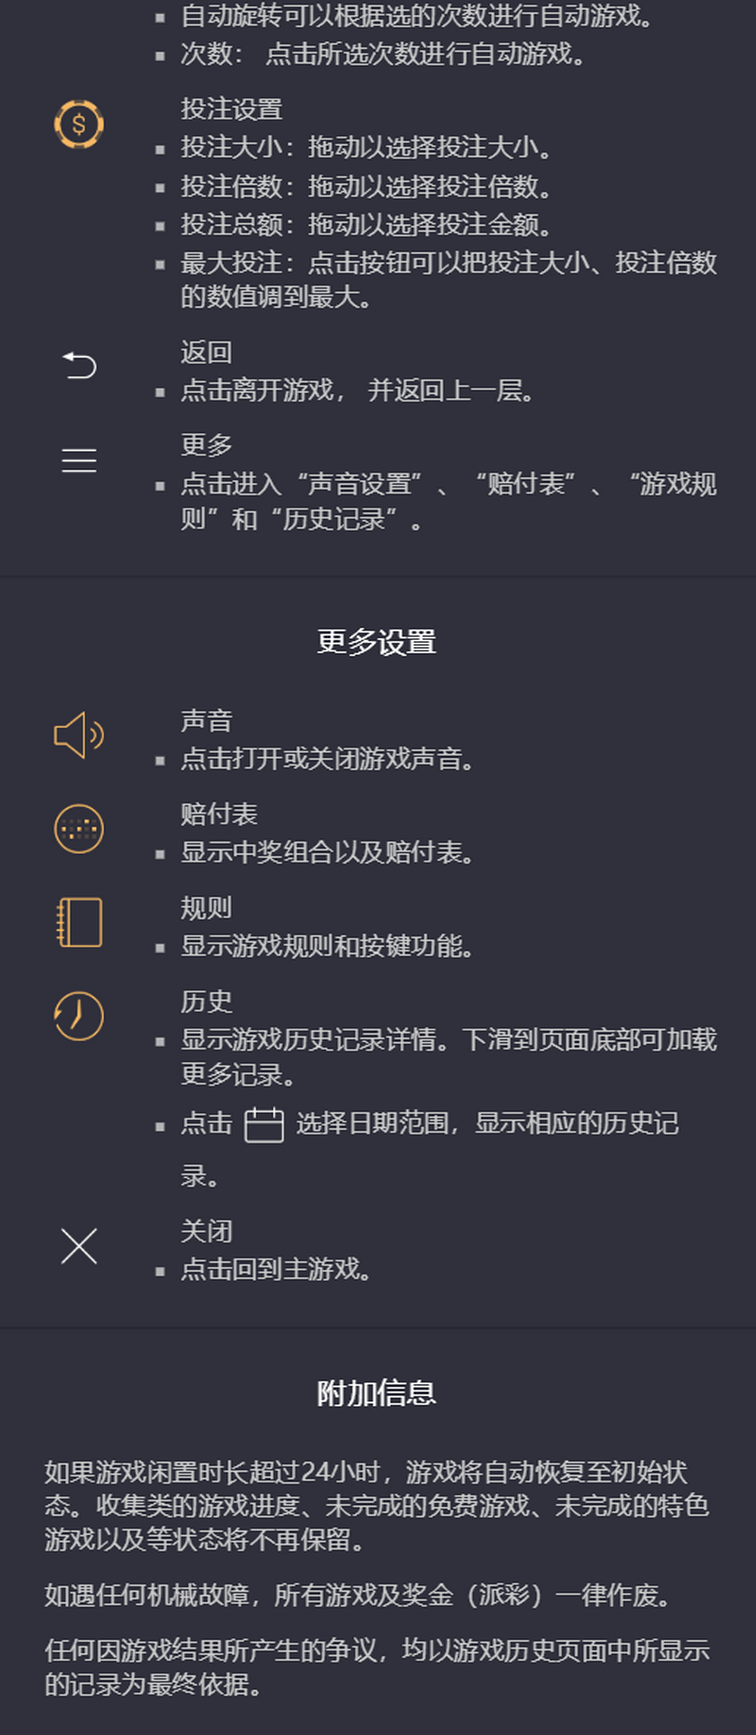 自动旋转可以根据选的次数进行自动游戏。
次数： 点击所选次数进行自动游戏。
投注设置
投注大小：拖动以选择投注大小。
投注倍数：拖动以选择投注倍数。
投注总额：拖动以选择投注金额。
最大投注：点击按钮可以把投注大小、投注倍数
的数值调到最大。
返回
点击离开游戏， 并返回上一层。
更多
点击进入“声音设置”、“赔付表”、“游戏规
则”和“历史记录”。
更多设置
声音
点击打开或关闭游戏声音。
赔付表
显示中奖组合以及赔付表。
规则
显示游戏规则和按键功能。
历史
显示游戏历史记录详情。下滑到页面底部可加载
更多记录。
点击 选择日期范围，显示相应的历史记
录。
关闭
点击回到主游戏。
附加信息
如果游戏闲置时长超过24小时，游戏将自动恢复至初始状
态。收集类的游戏进度、未完成的免费游戏、未完成的特色
游戏以及等状态将不再保留。
如遇任何机械故障，所有游戏及奖金（派彩）一律作废。
任何因游戏结果所产生的争议，均以游戏历史页面中所显示
的记录为最终依据。